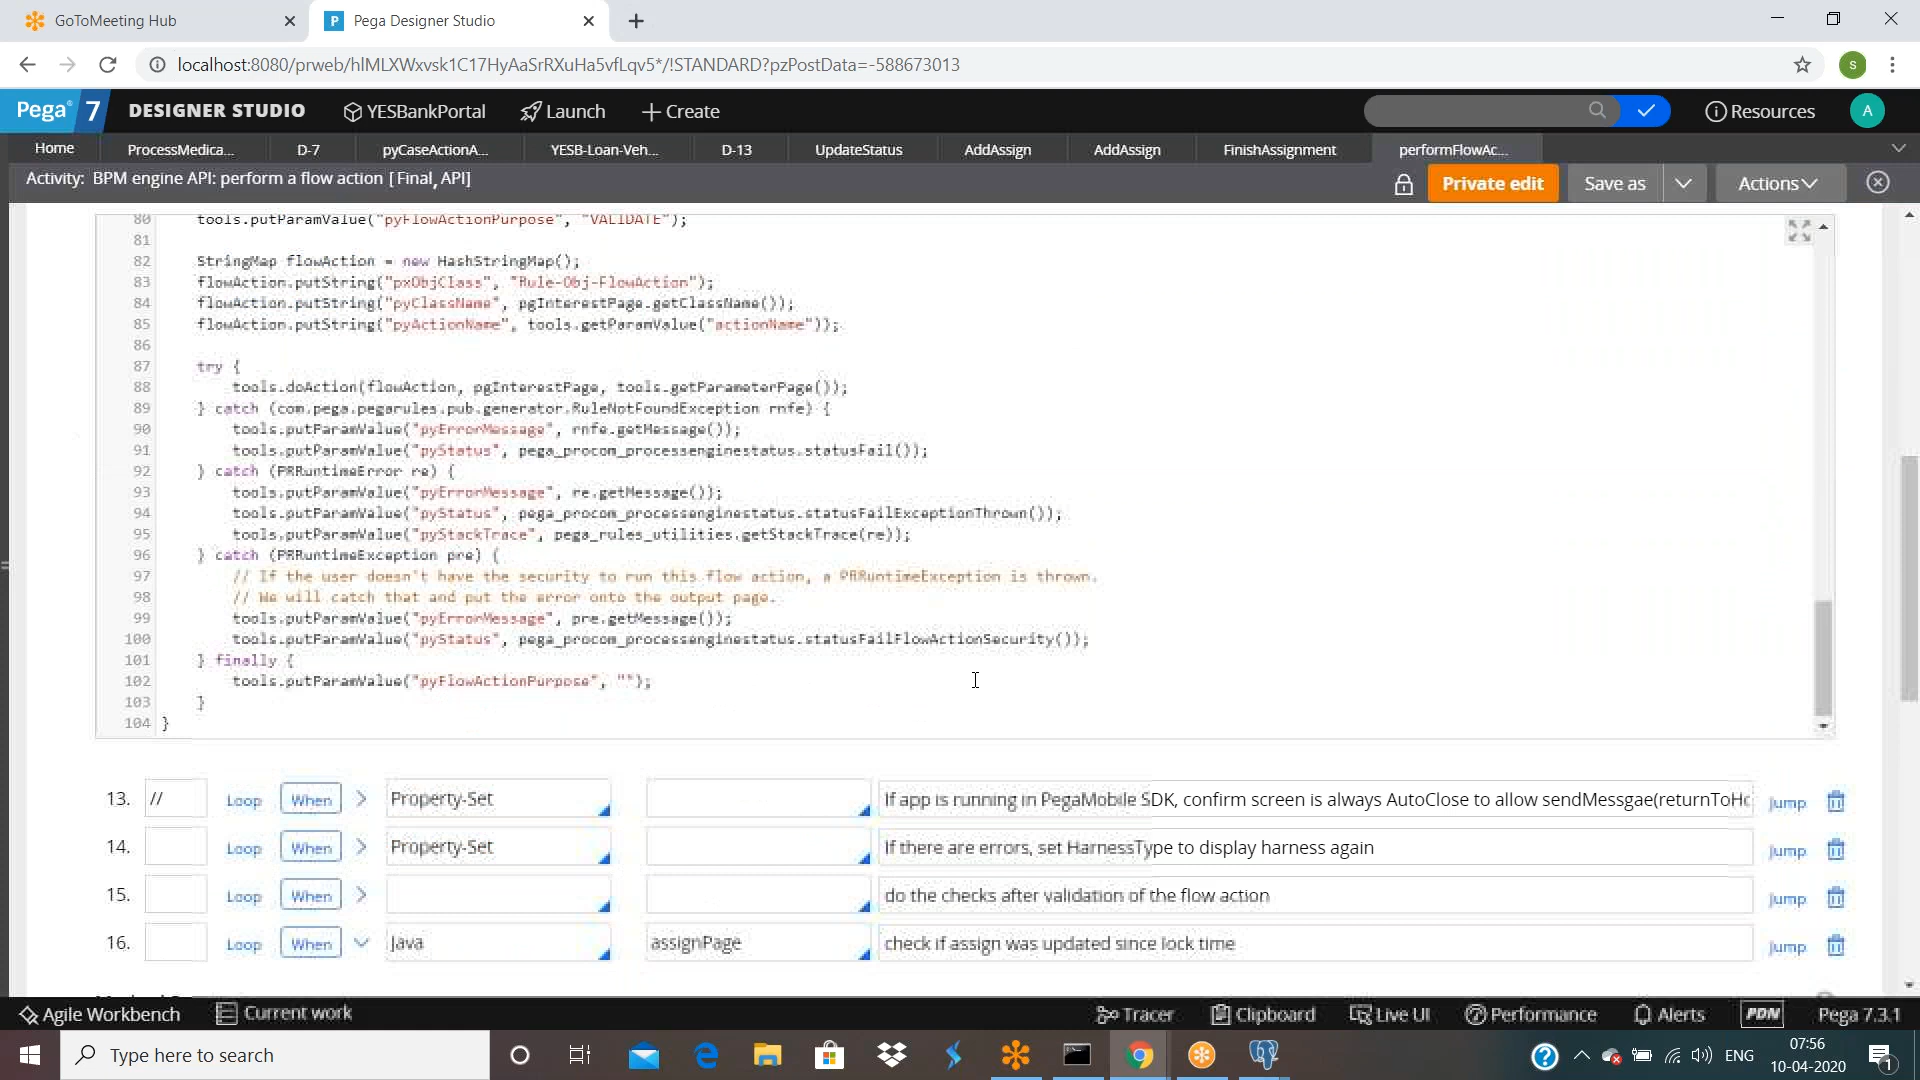 GoToMeeting Hub
Pega Designer Studio
localhost:8080/prweb/hIMLXWxvsk1C17HyAaSrRXuHa5vfLqv5*/!STANDARD?pzPostData=-588673013
s
Pega 7 DESIGNER STUDIO YESBankPortal Launch Create Resources A
Home ProcessMedica... D-7 pyCaseActionA... YESB-Loan-Veh... D-13 UpdateStatus AddAssign AddAssign FinishAssignment performFlowAc...
Activity: BPM engine API: perform a flow action [ Final, API] Private edit Save as Actions
80 tools.putParamValue("pyFlowActionPurpose", "VALIDATE");
81
82 StringMap flowAction = new HashStringMap();
83 flowAction.putString("pxObjClass", "Rule-Obj-FlowAction");
84 flowAction.putString("pyClassName", pgInterestPage.getClassName());
85 flowAction.putString("pyActionName", tools.getParamValue("actionName"));
86
87 try {
88 tools.doAction(flowAction, pgInterestPage, tools.getParameterPage());
89 } catch (com.pega.pegarules.pub.generator.RuleNotFoundException rnfe) {
90 tools.putParamValue("pyErrorMessage", rnfe.getMessage());
91 tools.putParamValue("pyStatus", pega_procom_processenginestatus.statusFail());
92 } catch (PRRuntimeError re) {
93 tools.putParamValue("pyErrorMessage", re.getMessage());
94 tools.putParamValue("pyStatus", pega_procom_processenginestatus.statusFailExceptionThrown());
95 tools.putParamValue("pyStackTrace", pega_rules_utilities.getStackTrace(re));
96 } catch (PRRuntimeException pre) {
97 // If the user doesn't have the security to run this flow action, a PRRuntimeException is thrown.
98 // We will catch that and put the error onto the output page.
99 tools.putParamValue("pyErrorMessage", pre.getMessage());
100 tools.putParamValue("pyStatus", pega_procom_processenginestatus.statusFailFlowActionSecurity());
101 } finally {
102 tools.putParamValue("pyFlowActionPurpose", "");
103 }
104 }
13. // Loop When Property-Set If app is running in PegaMobile SDK, confirm screen is always AutoClose to allow sendMessgae(returnToHo Jump
14. Loop When Property-Set If there are errors, set HarnessType to display harness again Jump
15. Loop When do the checks after validation of the flow action Jump
16. Loop When Java assignPage check if assign was updated since lock time Jump
Agile Workbench Current work Tracer Clipboard Live UI Performance Alerts PDN Pega 7.3.1
Type here to search ENG 07:56
10-04-2020 1